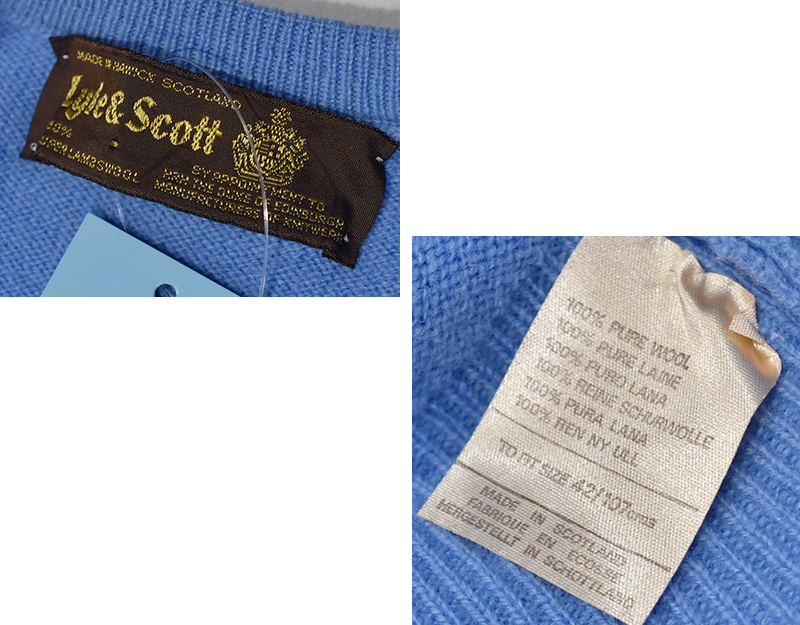 MADE IN HAWICK SCOTLAND
Lyle & Scott
100%
SUPER LAMBSWOOL
BY APPOINTMENT TO
HRH THE DUKE OF EDINBURGH
MANUFACTURERS OF KNITWEAR
100% PURE WOOL
100% PURE LAINE
100% PURO LANA
100% REINE SCHURWOLLE
100% PURA LANA
100% REN NY ULL
TO FIT SIZE 42/107cms
MADE IN SCOTLAND
FABRIQUE EN ECOSSE
HERGESTELLT IN SCHOTTLAND